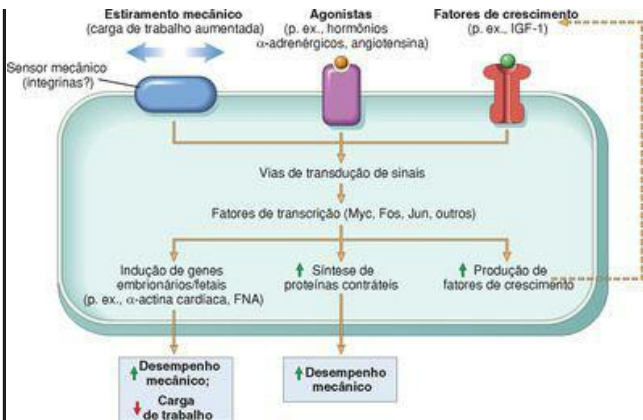 Estiramento mecânico
(carga de trabalho aumentada)
Agonistas
(p. ex., hormônios
α-adrenérgicos, angiotensina)
Fatores de crescimento
(p. ex., IGF-1)
Sensor mecânico
(integrinas?)
Vias de transdução de sinais
Fatores de transcrição (Myc, Fos, Jun, outros)
Indução de genes
embrionários/fetais
(p. ex., α-actina cardíaca, FNA)
Síntese de
proteínas contráteis
Produção de
fatores de crescimento
Desempenho
mecânico;
Carga
de trabalho
Desempenho
mecânico